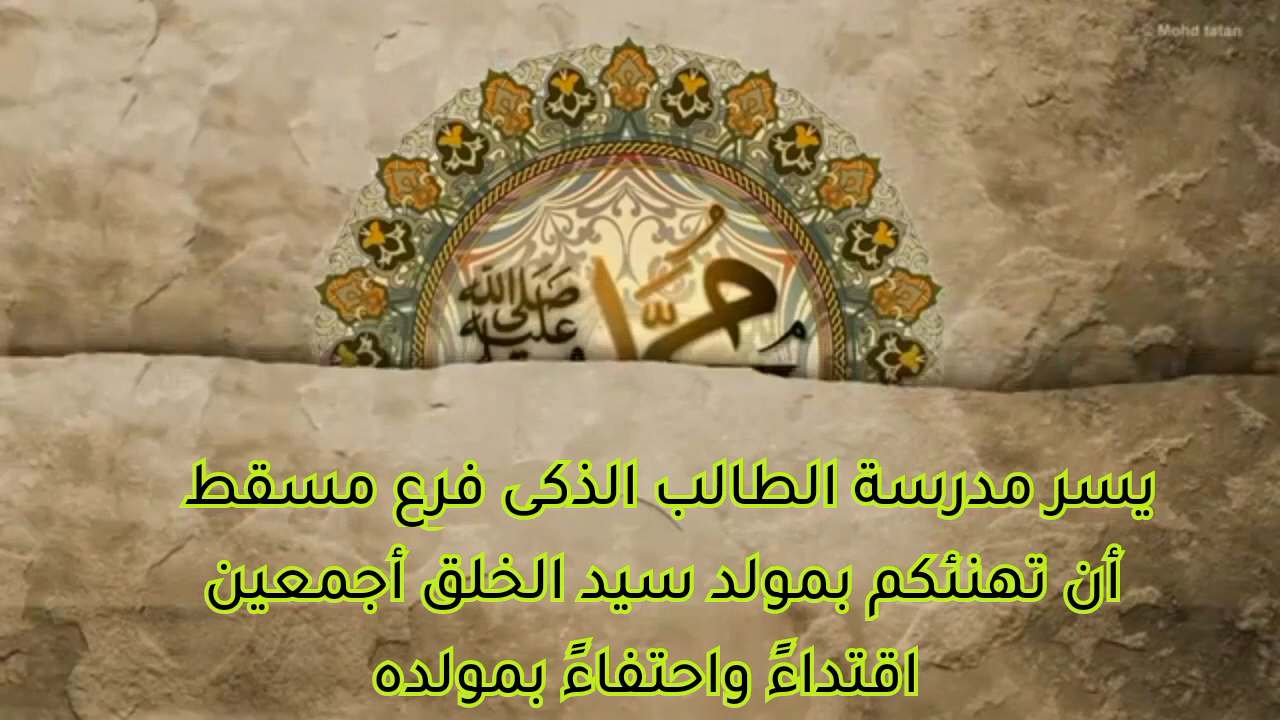 © Mohd tatan
محمد
صلى الله
عليه
يسر مدرسة الطالب الذكى فرع مسقط
أن تهنئكم بمولد سيد الخلق أجمعين
اقتداءً واحتفاءً بمولده